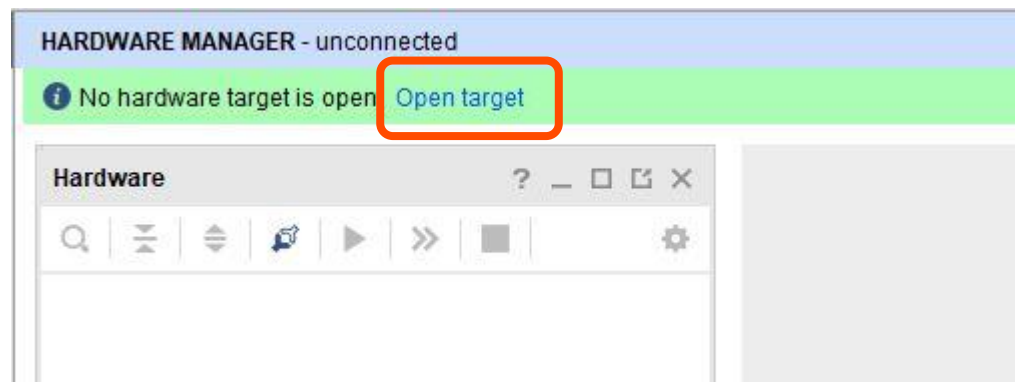 HARDWARE MANAGER - unconnected
No hardware target is open. Open target
Hardware